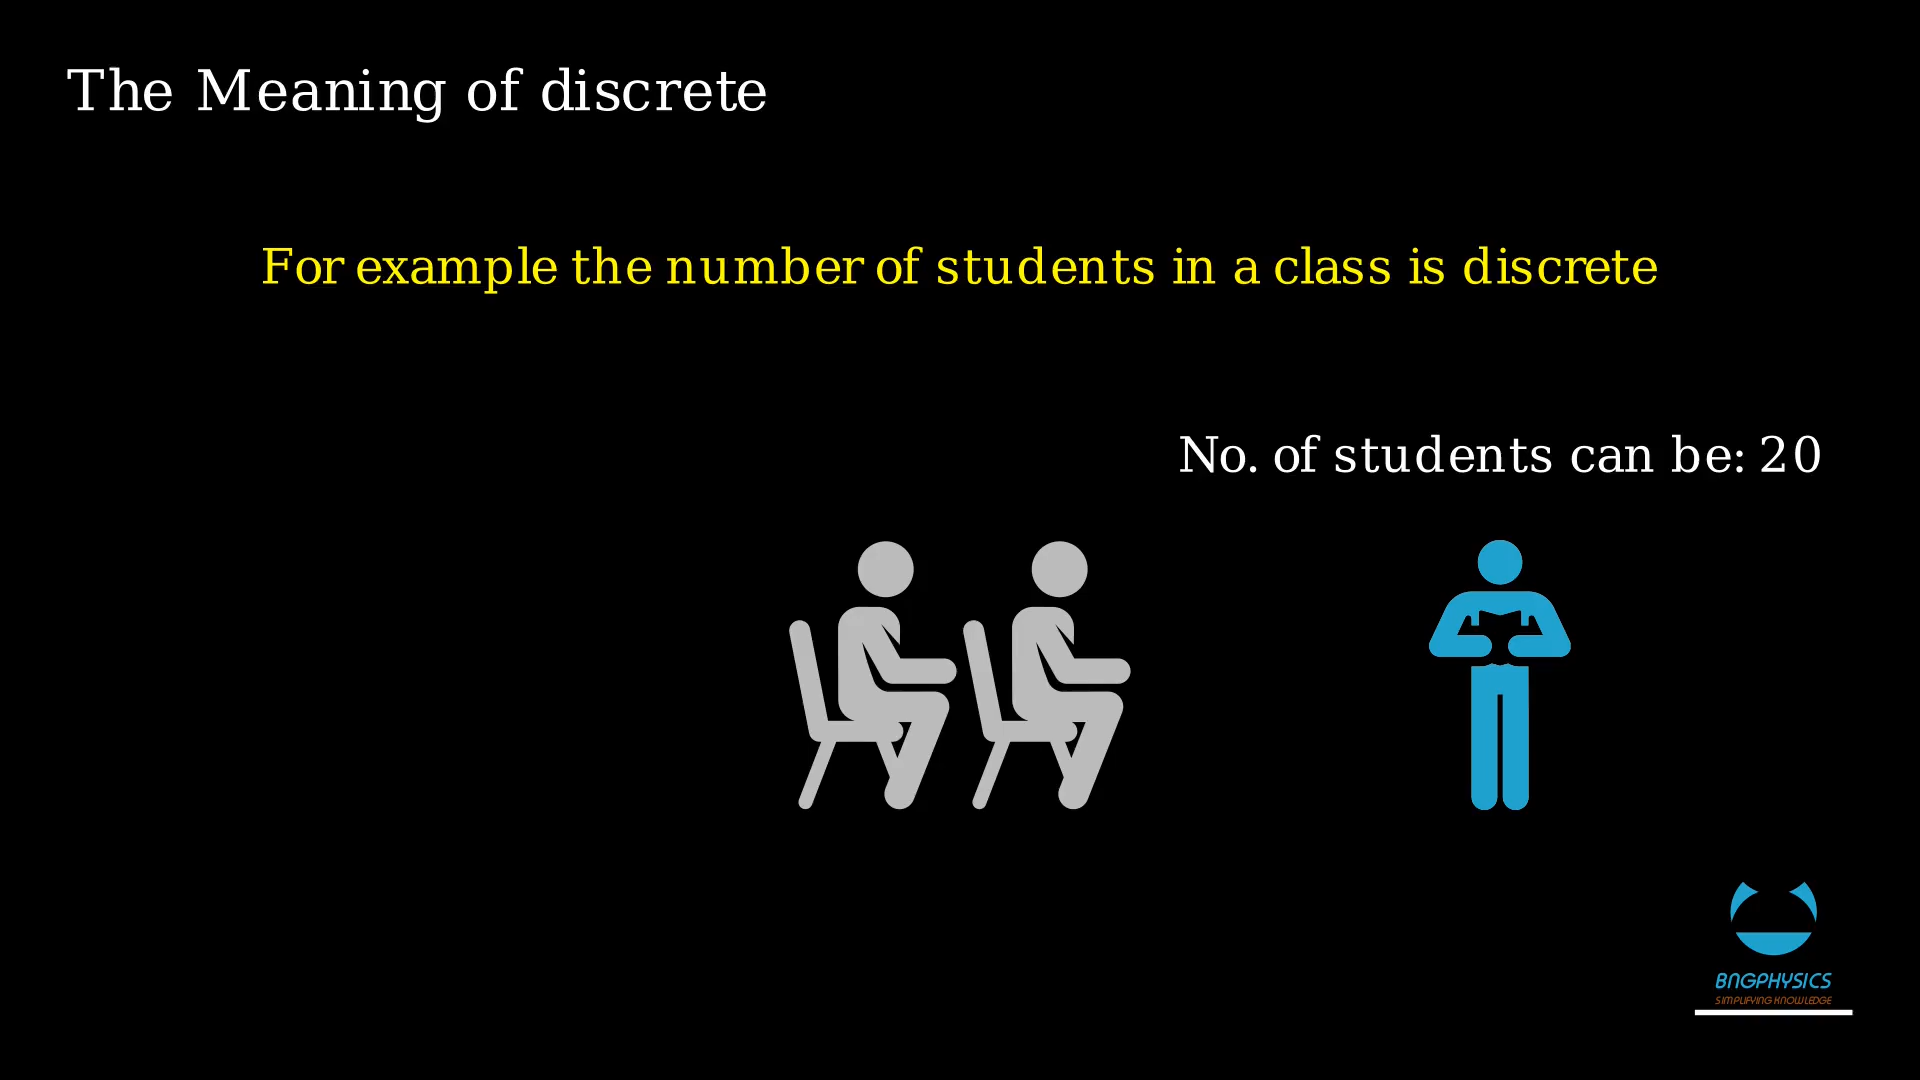 The Meaning of discrete
For example the number of students in a class is discrete
No. of students can be: 20
BNGPHYSICS
SIMPLIFYING KNOWLEDGE